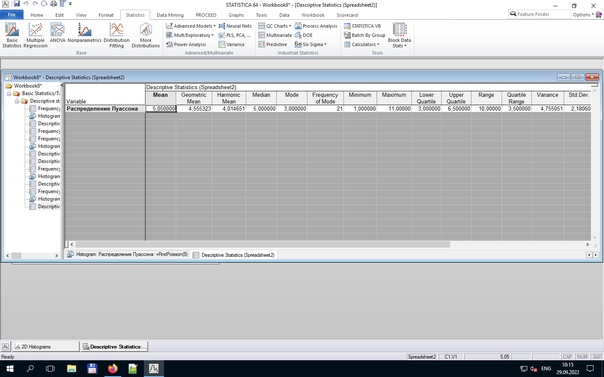 STATISTICA 64 - Workbook8* - [Descriptive Statistics (Spreadsheet2)]
File Home Edit View Format Statistics Data Mining PROCEED Graphs Tools Data Workbook Scorecard Feature Finder Options
Basic Statistics Multiple Regression ANOVA Nonparametrics Distribution Fitting More Distributions
Advanced Models Neural Nets QC Charts Process Analysis STATISTICA VB
Mult/Exploratory PLS, PCA, ... Multivariate DOE Batch By Group
Power Analysis Variance Predictive Six Sigma Calculators Block Data Stats
Base Advanced/Multivariate Industrial Statistics Tools
Workbook8* - Descriptive Statistics (Spreadsheet2)
Workbook8*
Basic Statistics/T
Descriptive st
Frequency
Histogram
Descriptiv
Frequency
Descriptiv
Frequency
Histogram
Descriptiv
Frequency
Histogram
Descriptiv
Frequency
Histogram
Descriptiv
Descriptive Statistics (Spreadsheet2)
Variable Mean Geometric Mean Harmonic Mean Median Mode Frequency of Mode Minimum Maximum Lower Quartile Upper Quartile Range Quartile Range Variance Std.Dev.
Распределение Пуассона 5,050000 4,555323 4,014651 5,000000 3,000000 21 1,000000 11,00000 3,000000 6,500000 10,00000 3,500000 4,755051 2,18060
Histogram: Распределение Пуассона: =RndPoisson(5) Descriptive Statistics (Spreadsheet2)
2D Histograms Descriptive Statistics:...
Ready Spreadsheet2 C1,V1 5,05 CAP NUM
ENG 10:15
29.09.2022